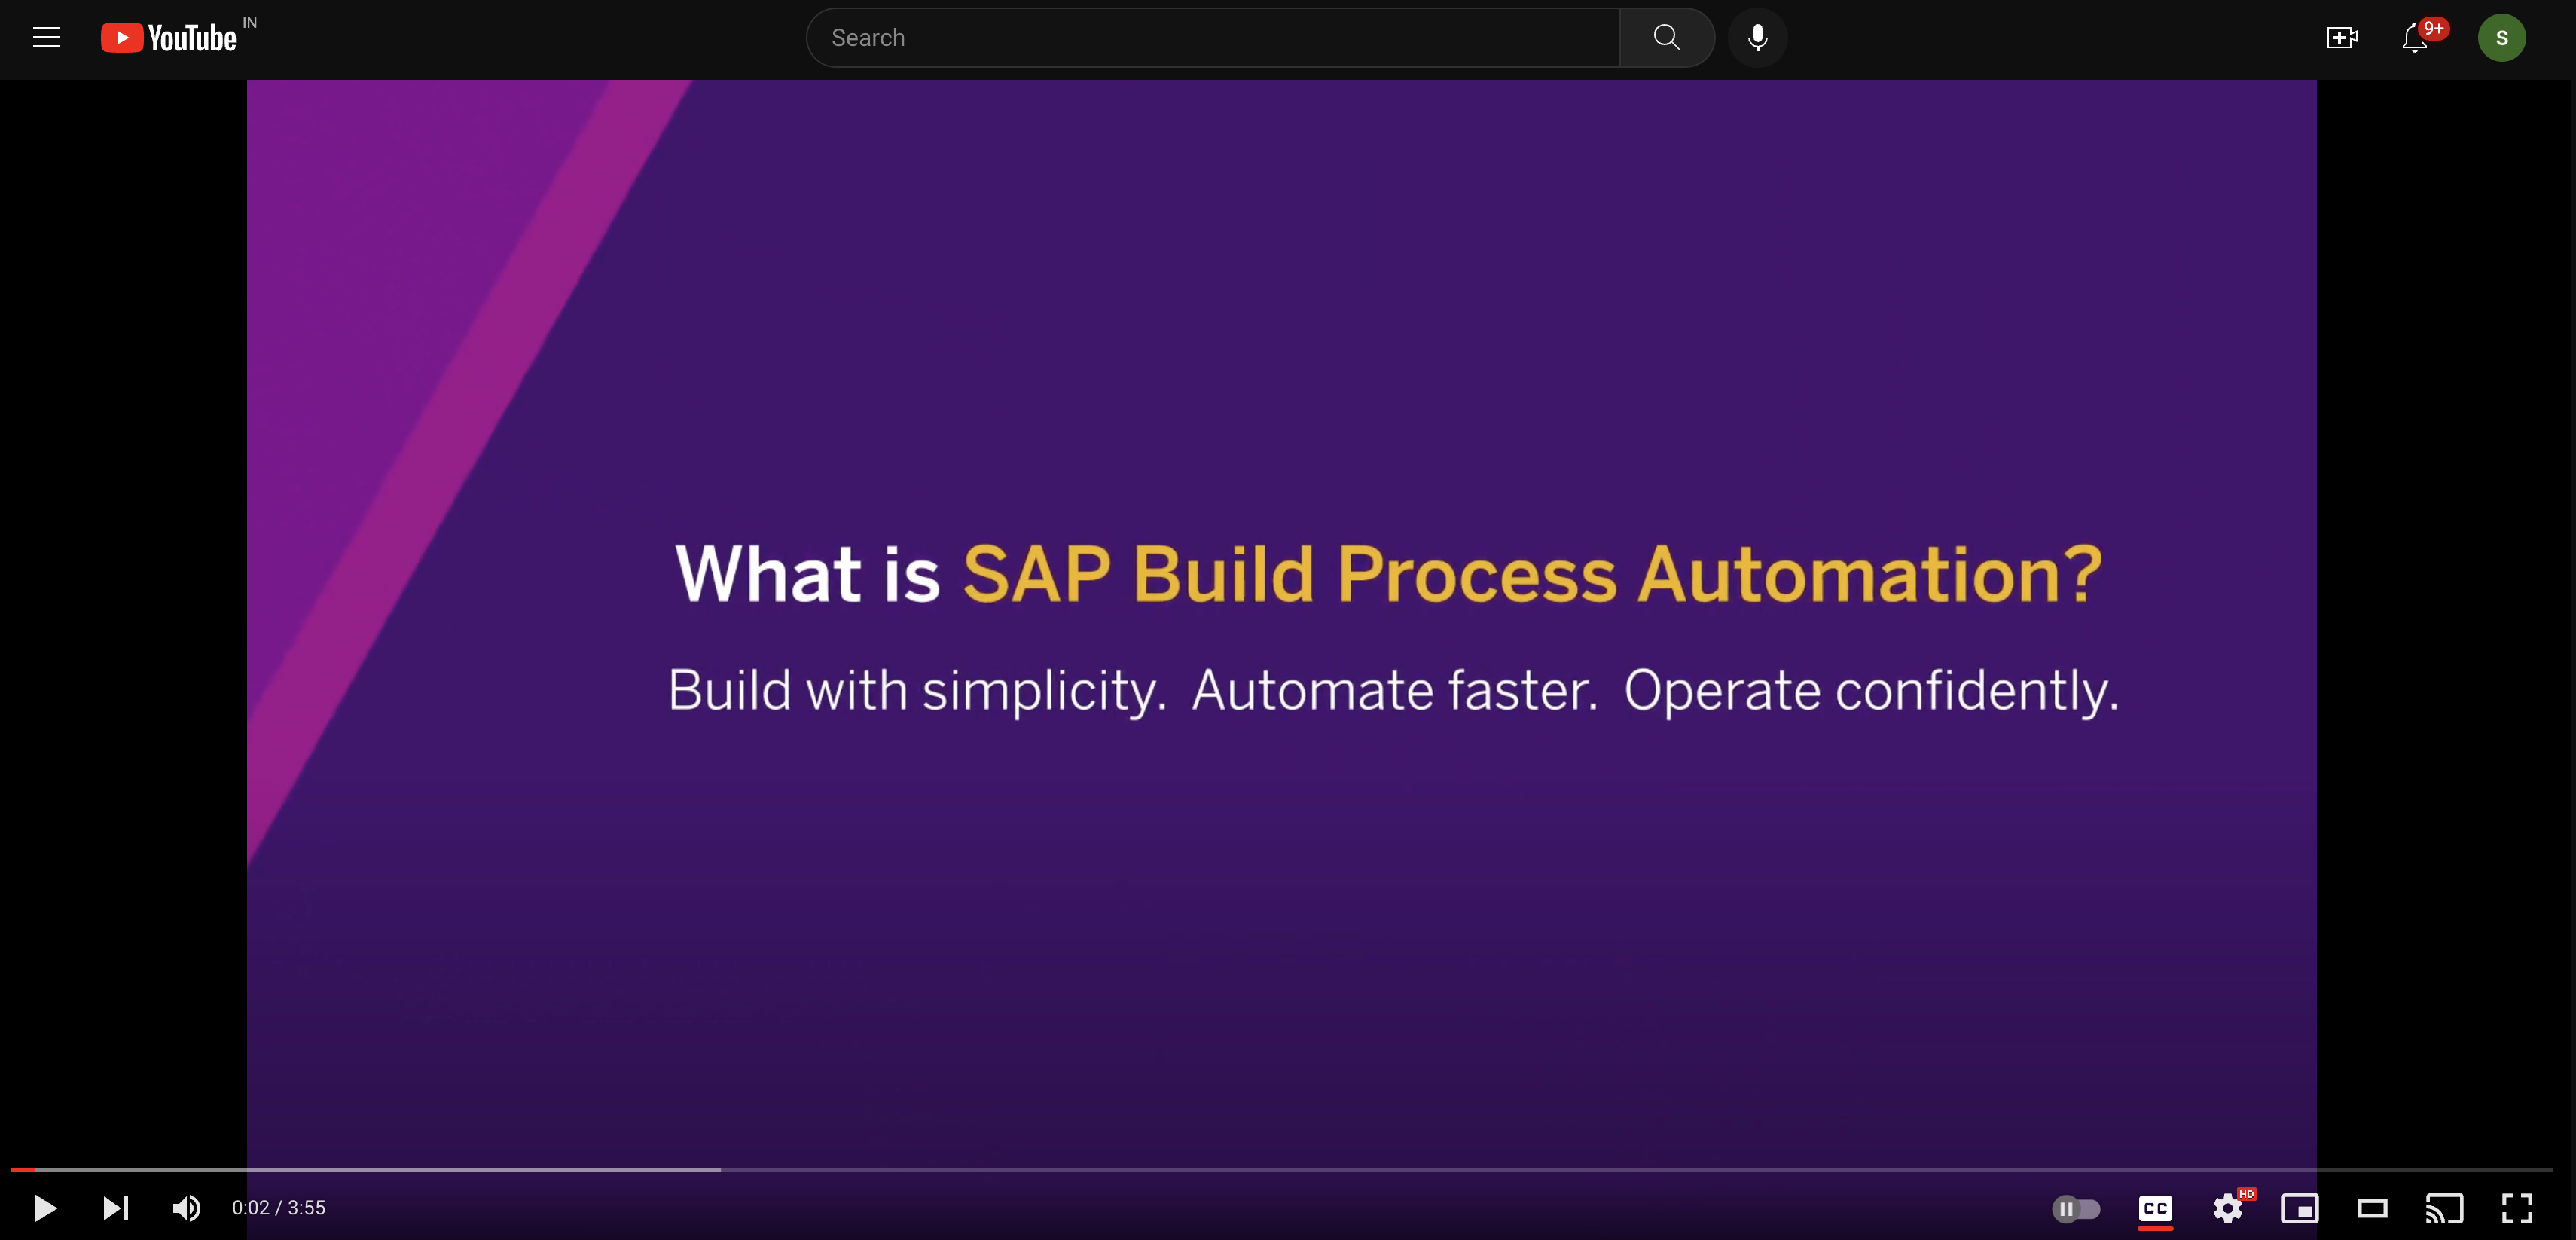 YouTube IN
Search
9+
S
What is SAP Build Process Automation?
Build with simplicity. Automate faster. Operate confidently.
0:02 / 3:55
CC
HD